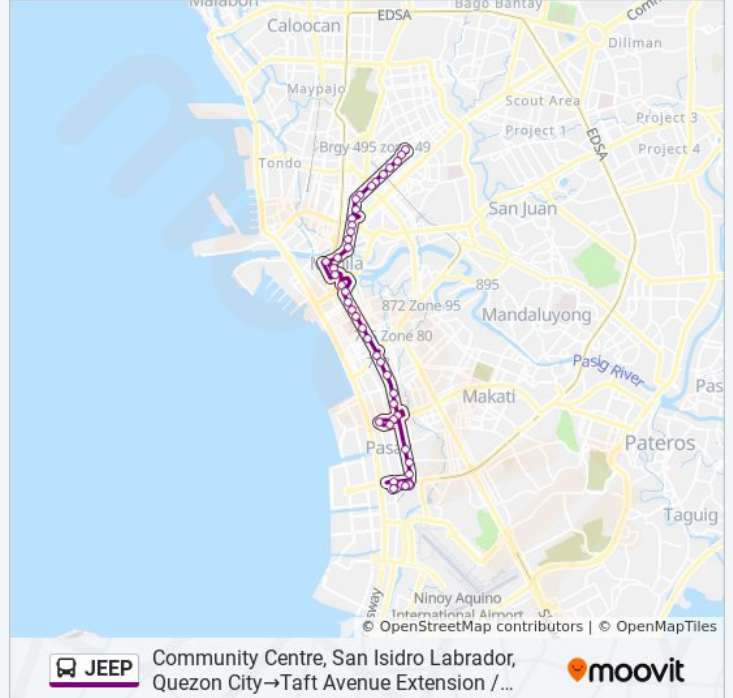 Malabon
EDSA
Bago Bantay
Caloocan
Diliman
Maypajo
Scout Area
Project 3
Project 1
EDSA
Brgy 495 zone 49
Project 4
Tondo
San Juan
Manila
895
872 Zone 95
Mandaluyong
Zone 80
Pasig River
Makati
Pas
Pasa
Pateros
Taguig
Ninoy Aquino
International Airport
sway
© OpenStreetMap contributors | © OpenMapTiles
JEEP
Community Centre, San Isidro Labrador,
Quezon City→Taft Avenue Extension /...
moovit